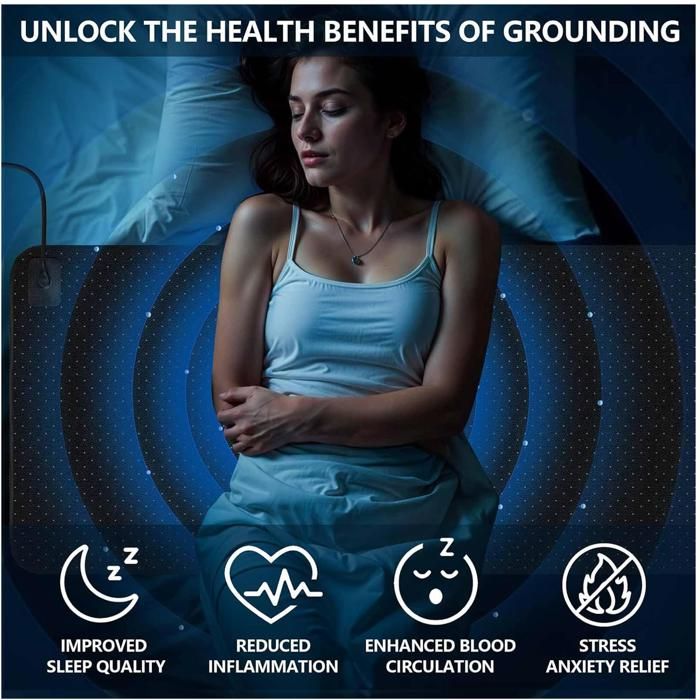 UNLOCK THE HEALTH BENEFITS OF GROUNDING
z z
z
IMPROVED
SLEEP QUALITY
REDUCED
INFLAMMATION
ENHANCED BLOOD
CIRCULATION
STRESS
ANXIETY RELIEF